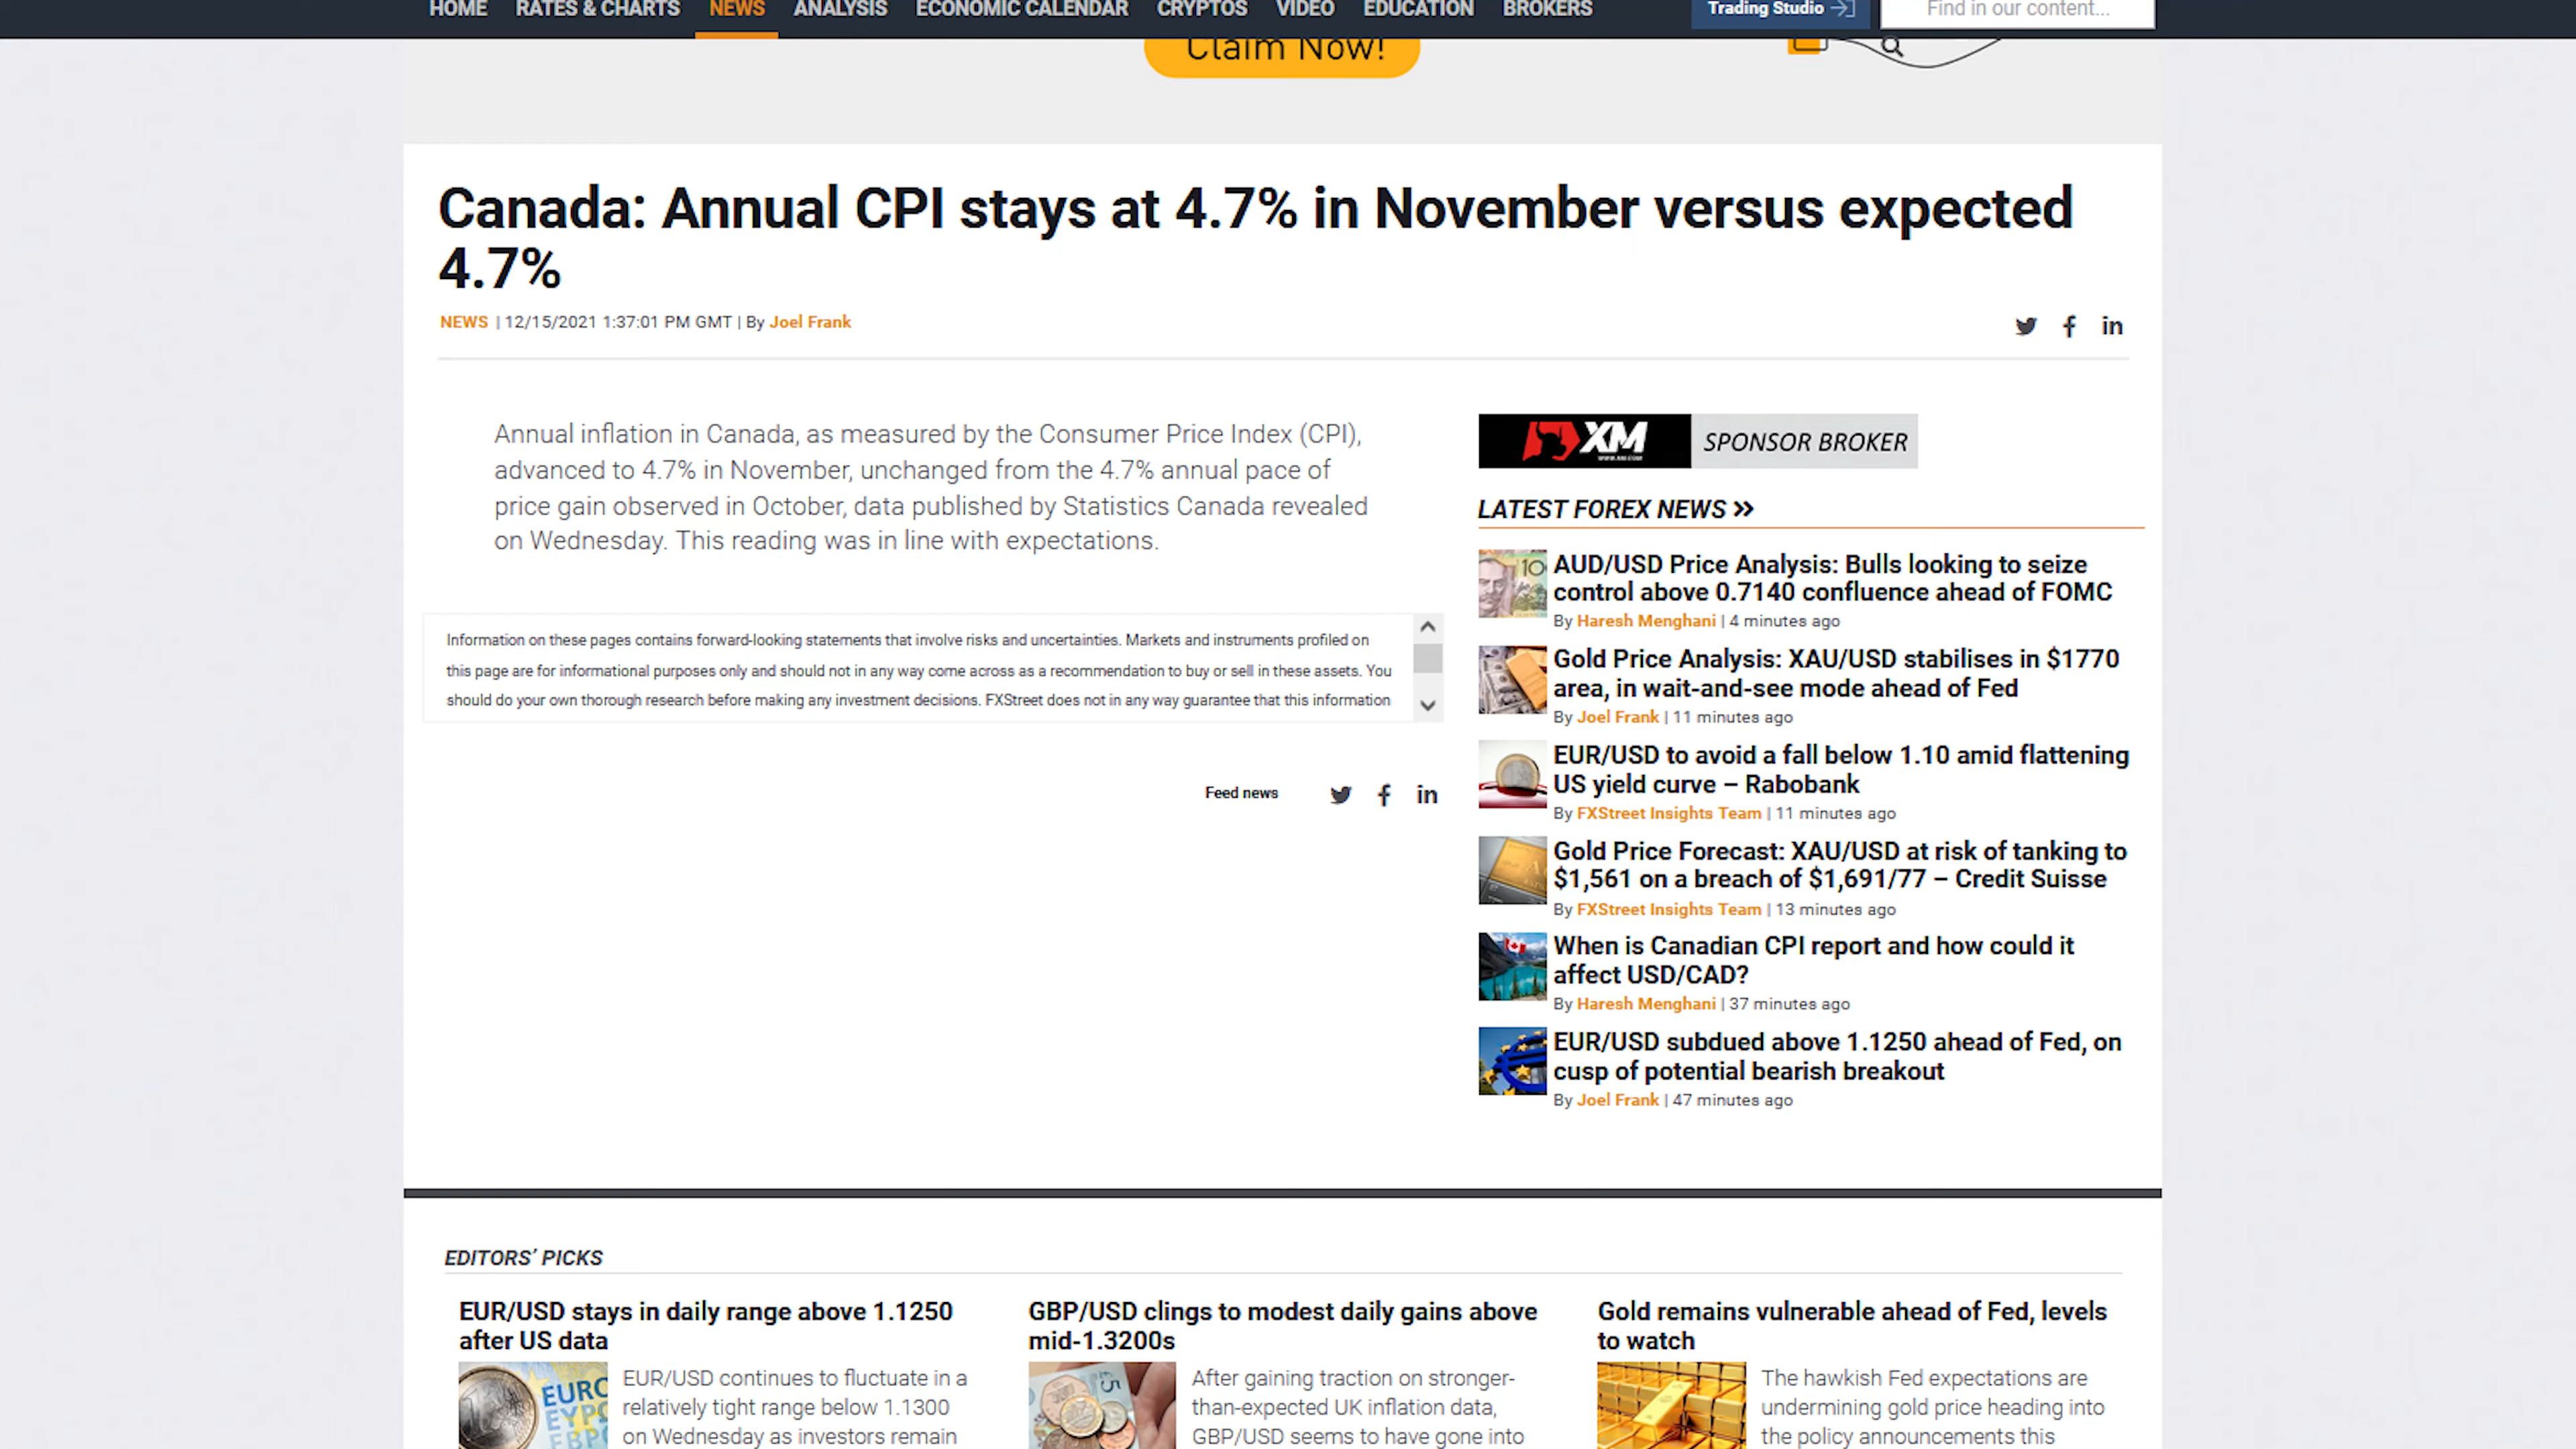 HOME RATES & CHARTS NEWS ANALYSIS ECONOMIC CALENDAR CRYPTOS VIDEO EDUCATION BROKERS Trading Studio Find in our content...
Claim Now!
Canada: Annual CPI stays at 4.7% in November versus expected
4.7%
NEWS | 12/15/2021 1:37:01 PM GMT | By Joel Frank
Annual inflation in Canada, as measured by the Consumer Price Index (CPI),
advanced to 4.7% in November, unchanged from the 4.7% annual pace of
price gain observed in October, data published by Statistics Canada revealed
on Wednesday. This reading was in line with expectations.
Information on these pages contains forward-looking statements that involve risks and uncertainties. Markets and instruments profiled on
this page are for informational purposes only and should not in any way come across as a recommendation to buy or sell in these assets. You
should do your own thorough research before making any investment decisions. FXStreet does not in any way guarantee that this information
Feed news
XM
WWW.XM.COM
SPONSOR BROKER
LATEST FOREX NEWS »
AUD/USD Price Analysis: Bulls looking to seize
control above 0.7140 confluence ahead of FOMC
By Haresh Menghani | 4 minutes ago
Gold Price Analysis: XAU/USD stabilises in $1770
area, in wait-and-see mode ahead of Fed
By Joel Frank | 11 minutes ago
EUR/USD to avoid a fall below 1.10 amid flattening
US yield curve – Rabobank
By FXStreet Insights Team | 11 minutes ago
Gold Price Forecast: XAU/USD at risk of tanking to
$1,561 on a breach of $1,691/77 – Credit Suisse
By FXStreet Insights Team | 13 minutes ago
When is Canadian CPI report and how could it
affect USD/CAD?
By Haresh Menghani | 37 minutes ago
EUR/USD subdued above 1.1250 ahead of Fed, on
cusp of potential bearish breakout
By Joel Frank | 47 minutes ago
EDITORS' PICKS
EUR/USD stays in daily range above 1.1250
after US data
EUR/USD continues to fluctuate in a
relatively tight range below 1.1300
on Wednesday as investors remain
GBP/USD clings to modest daily gains above
mid-1.3200s
After gaining traction on stronger-
than-expected UK inflation data,
GBP/USD seems to have gone into
Gold remains vulnerable ahead of Fed, levels
to watch
The hawkish Fed expectations are
undermining gold price heading into
the policy announcements this